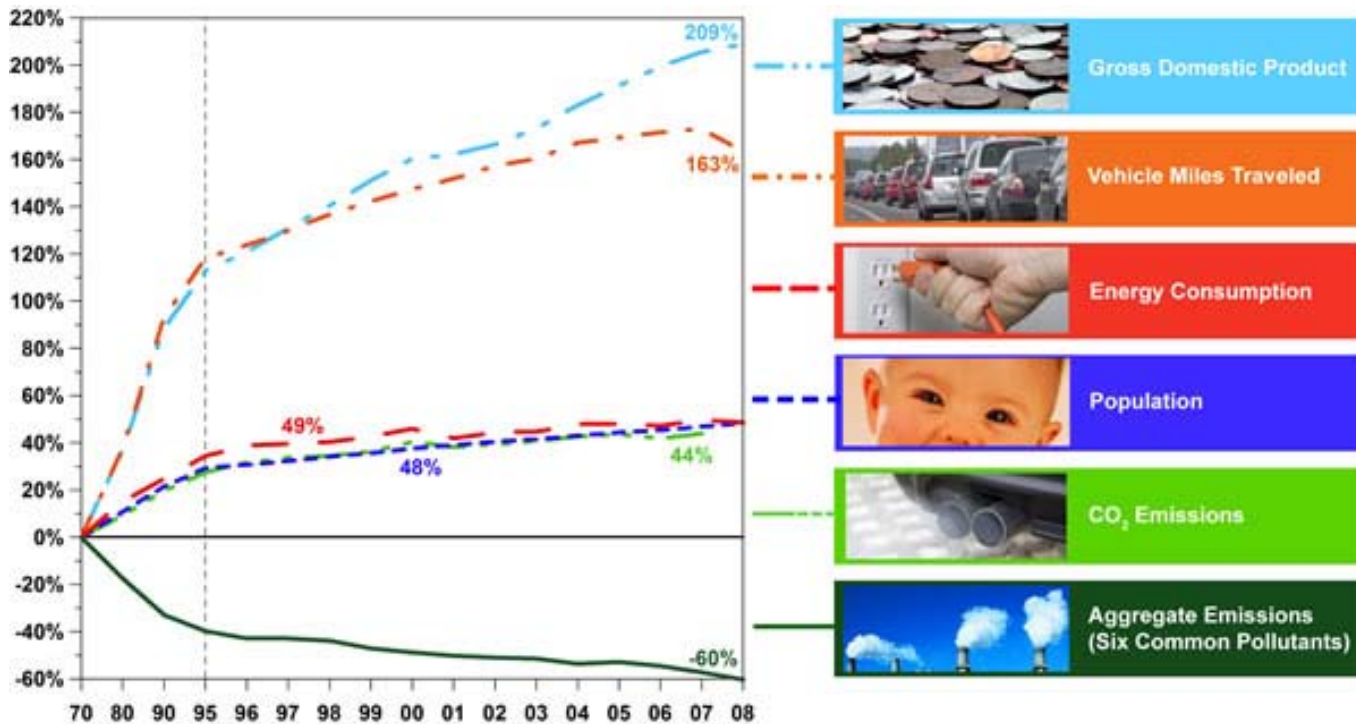 220%
200%
180%
160%
140%
120%
100%
80%
60%
40%
20%
0%
-20%
-40%
-60%
209%
163%
49%
48%
44%
-60%
70 80 90 95 96 97 98 99 00 01 02 03 04 05 06 07 08
Gross Domestic Product
Vehicle Miles Traveled
Energy Consumption
Population
CO₂ Emissions
Aggregate Emissions
(Six Common Pollutants)